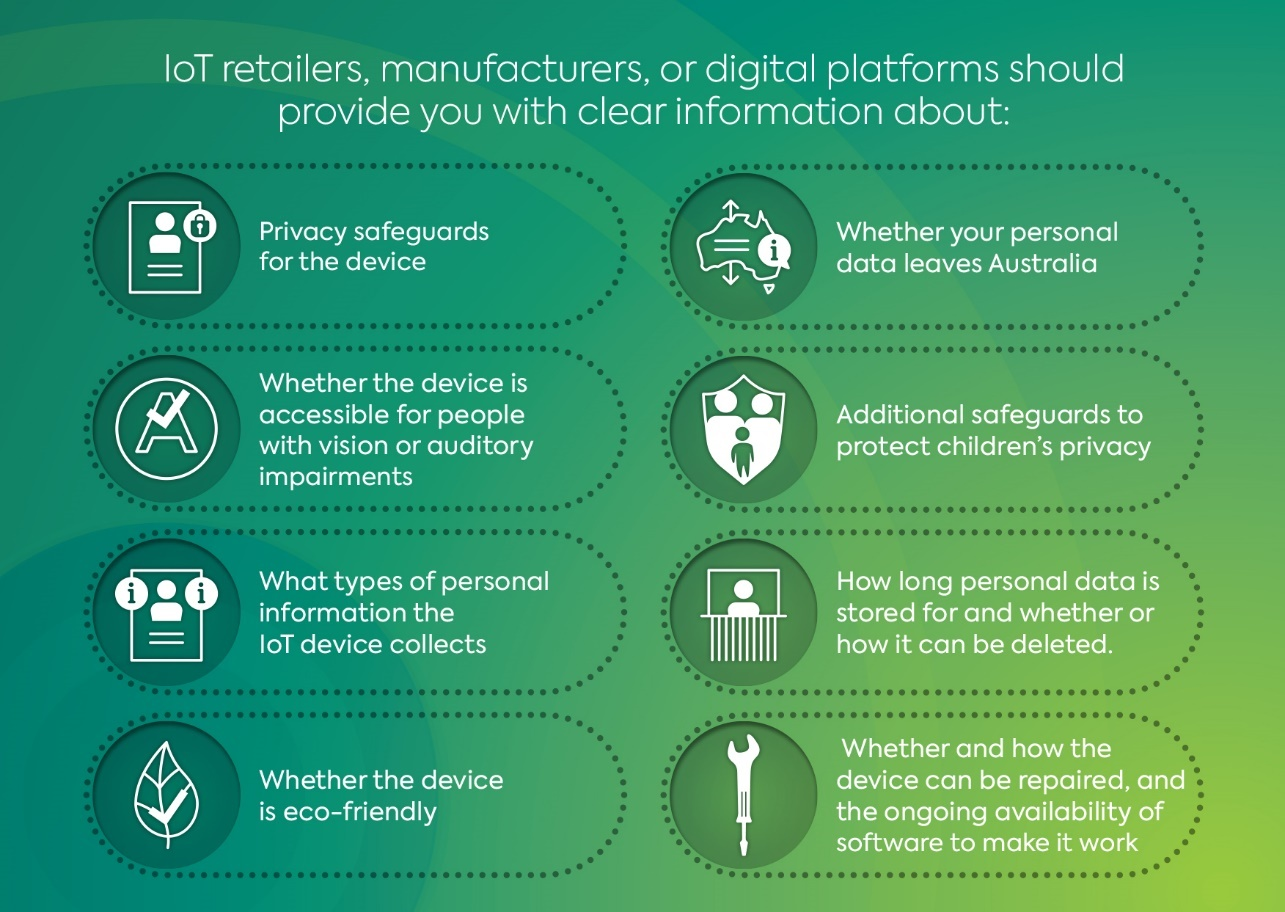 IoT retailers, manufacturers, or digital platforms should
provide you with clear information about:
Privacy safeguards
for the device
Whether your personal
data leaves Australia
Whether the device is
accessible for people
with vision or auditory
impairments
Additional safeguards to
protect children’s privacy
What types of personal
information the
IoT device collects
How long personal data is
stored for and whether or
how it can be deleted.
Whether the device
is eco-friendly
Whether and how the
device can be repaired, and
the ongoing availability of
software to make it work